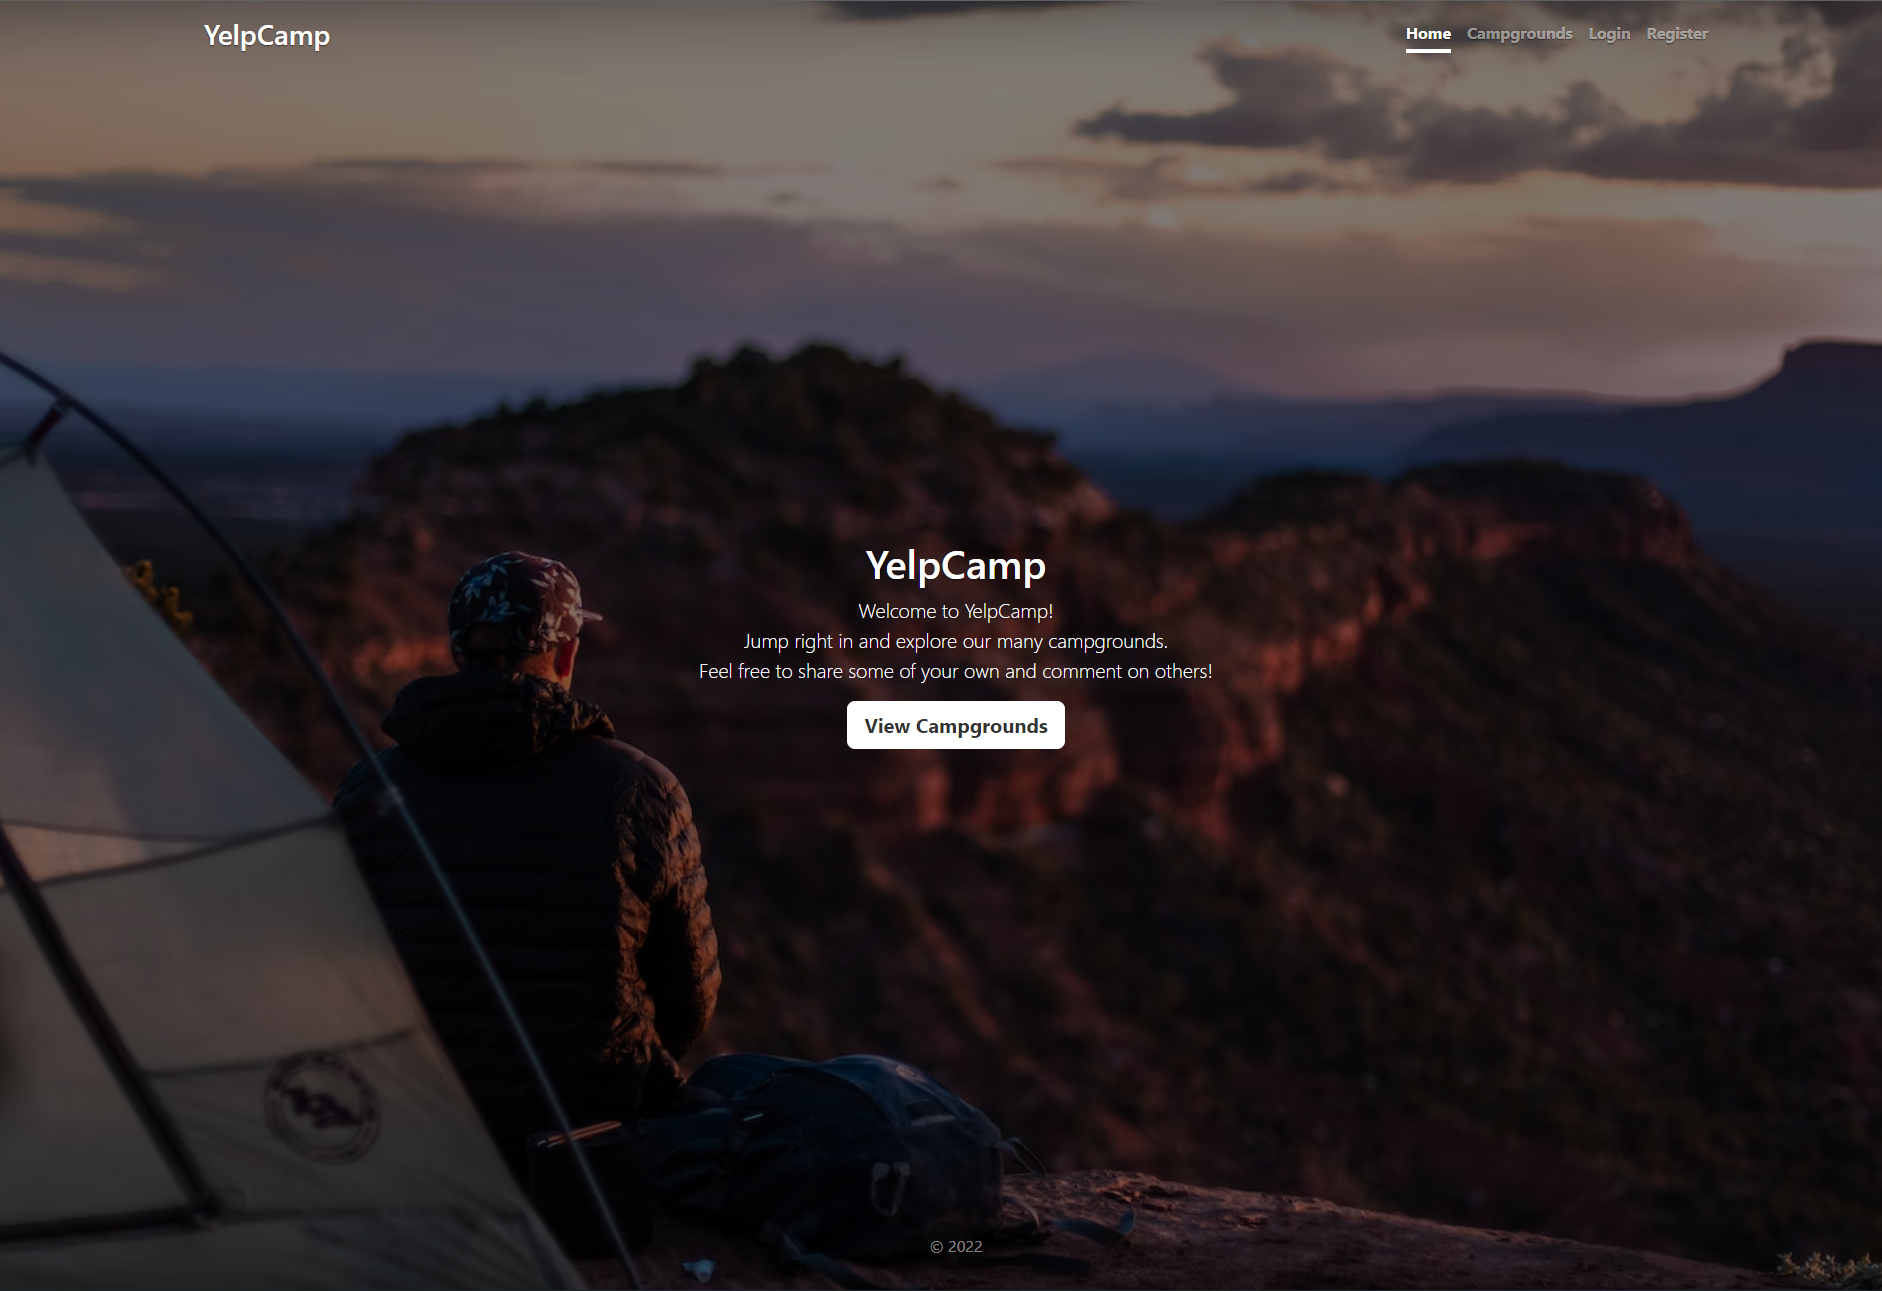 YelpCamp
Home Campgrounds Login Register
YelpCamp
Welcome to YelpCamp!
Jump right in and explore our many campgrounds.
Feel free to share some of your own and comment on others!
View Campgrounds
© 2022